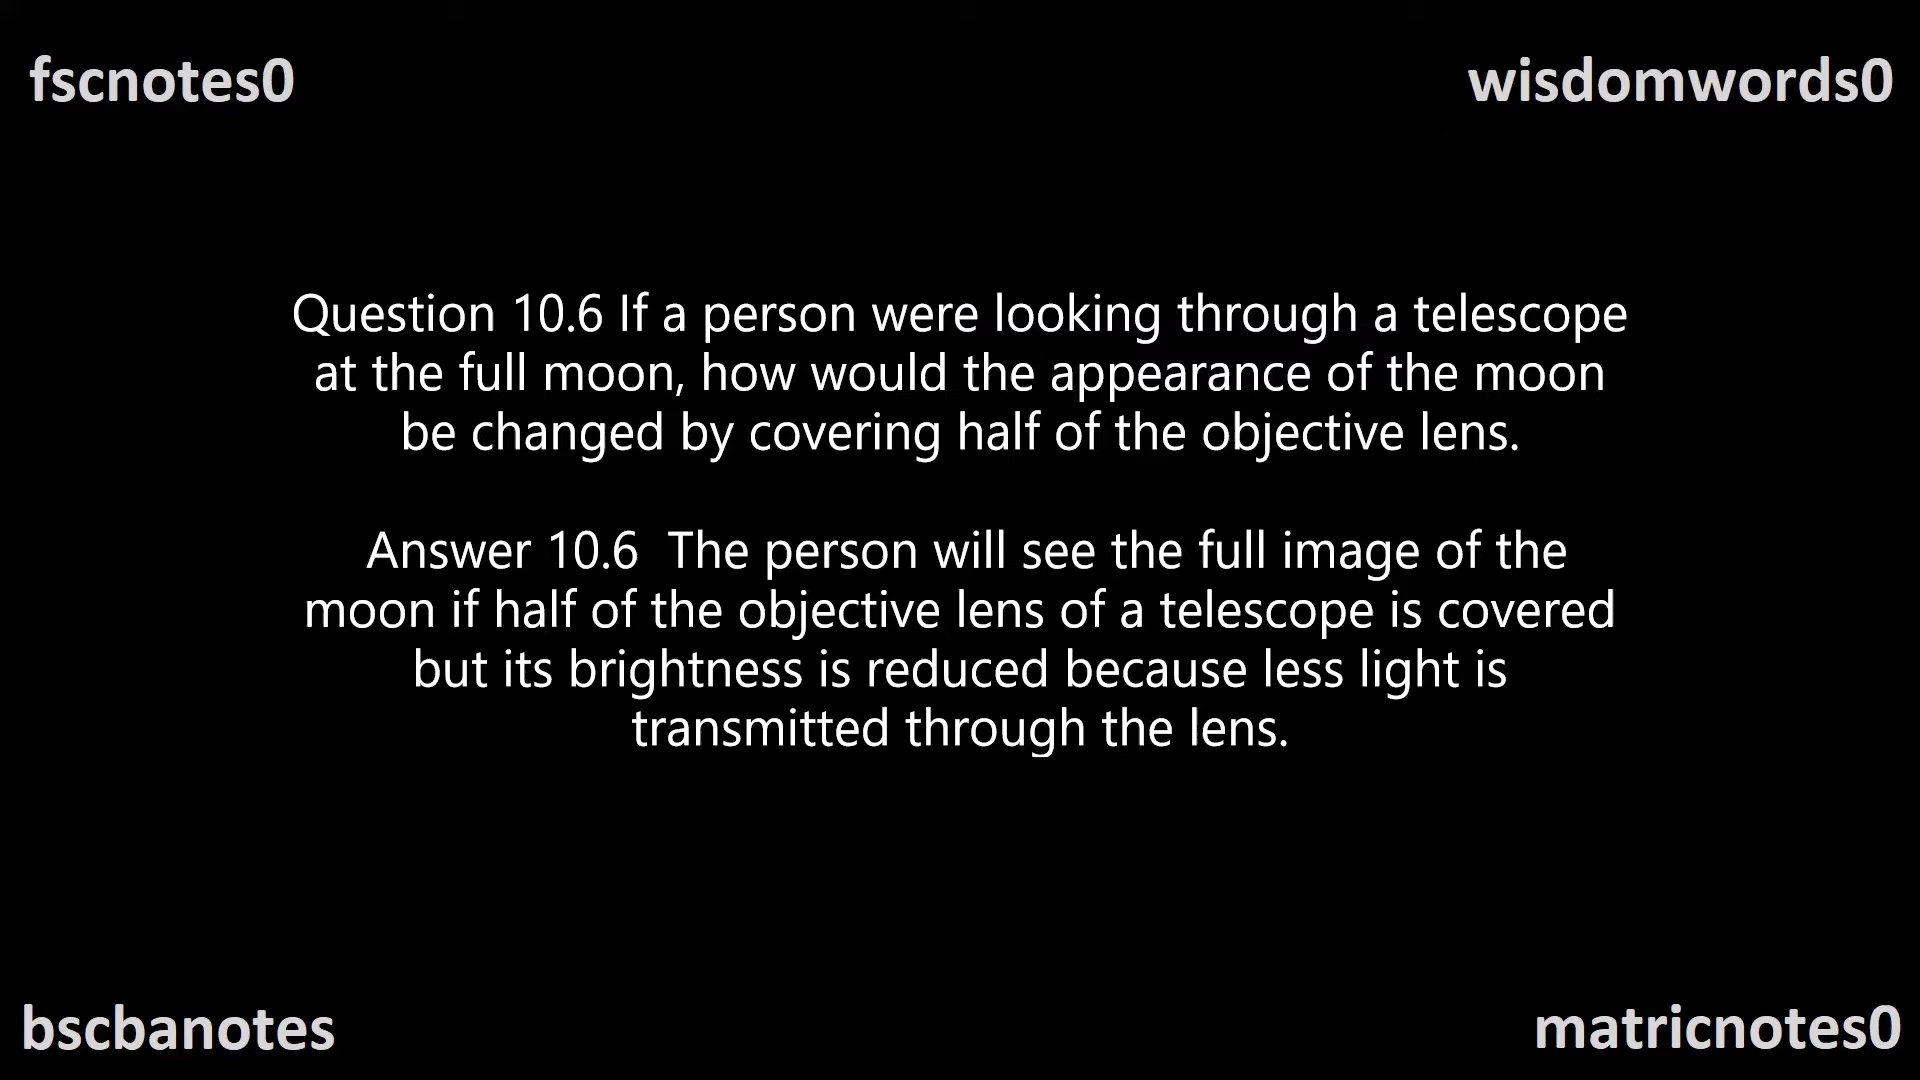 fscnotes0
wisdomwords0
Question 10.6 If a person were looking through a telescope
at the full moon, how would the appearance of the moon
be changed by covering half of the objective lens.
Answer 10.6  The person will see the full image of the
moon if half of the objective lens of a telescope is covered
but its brightness is reduced because less light is
transmitted through the lens.
bscbanotes
matricnotes0